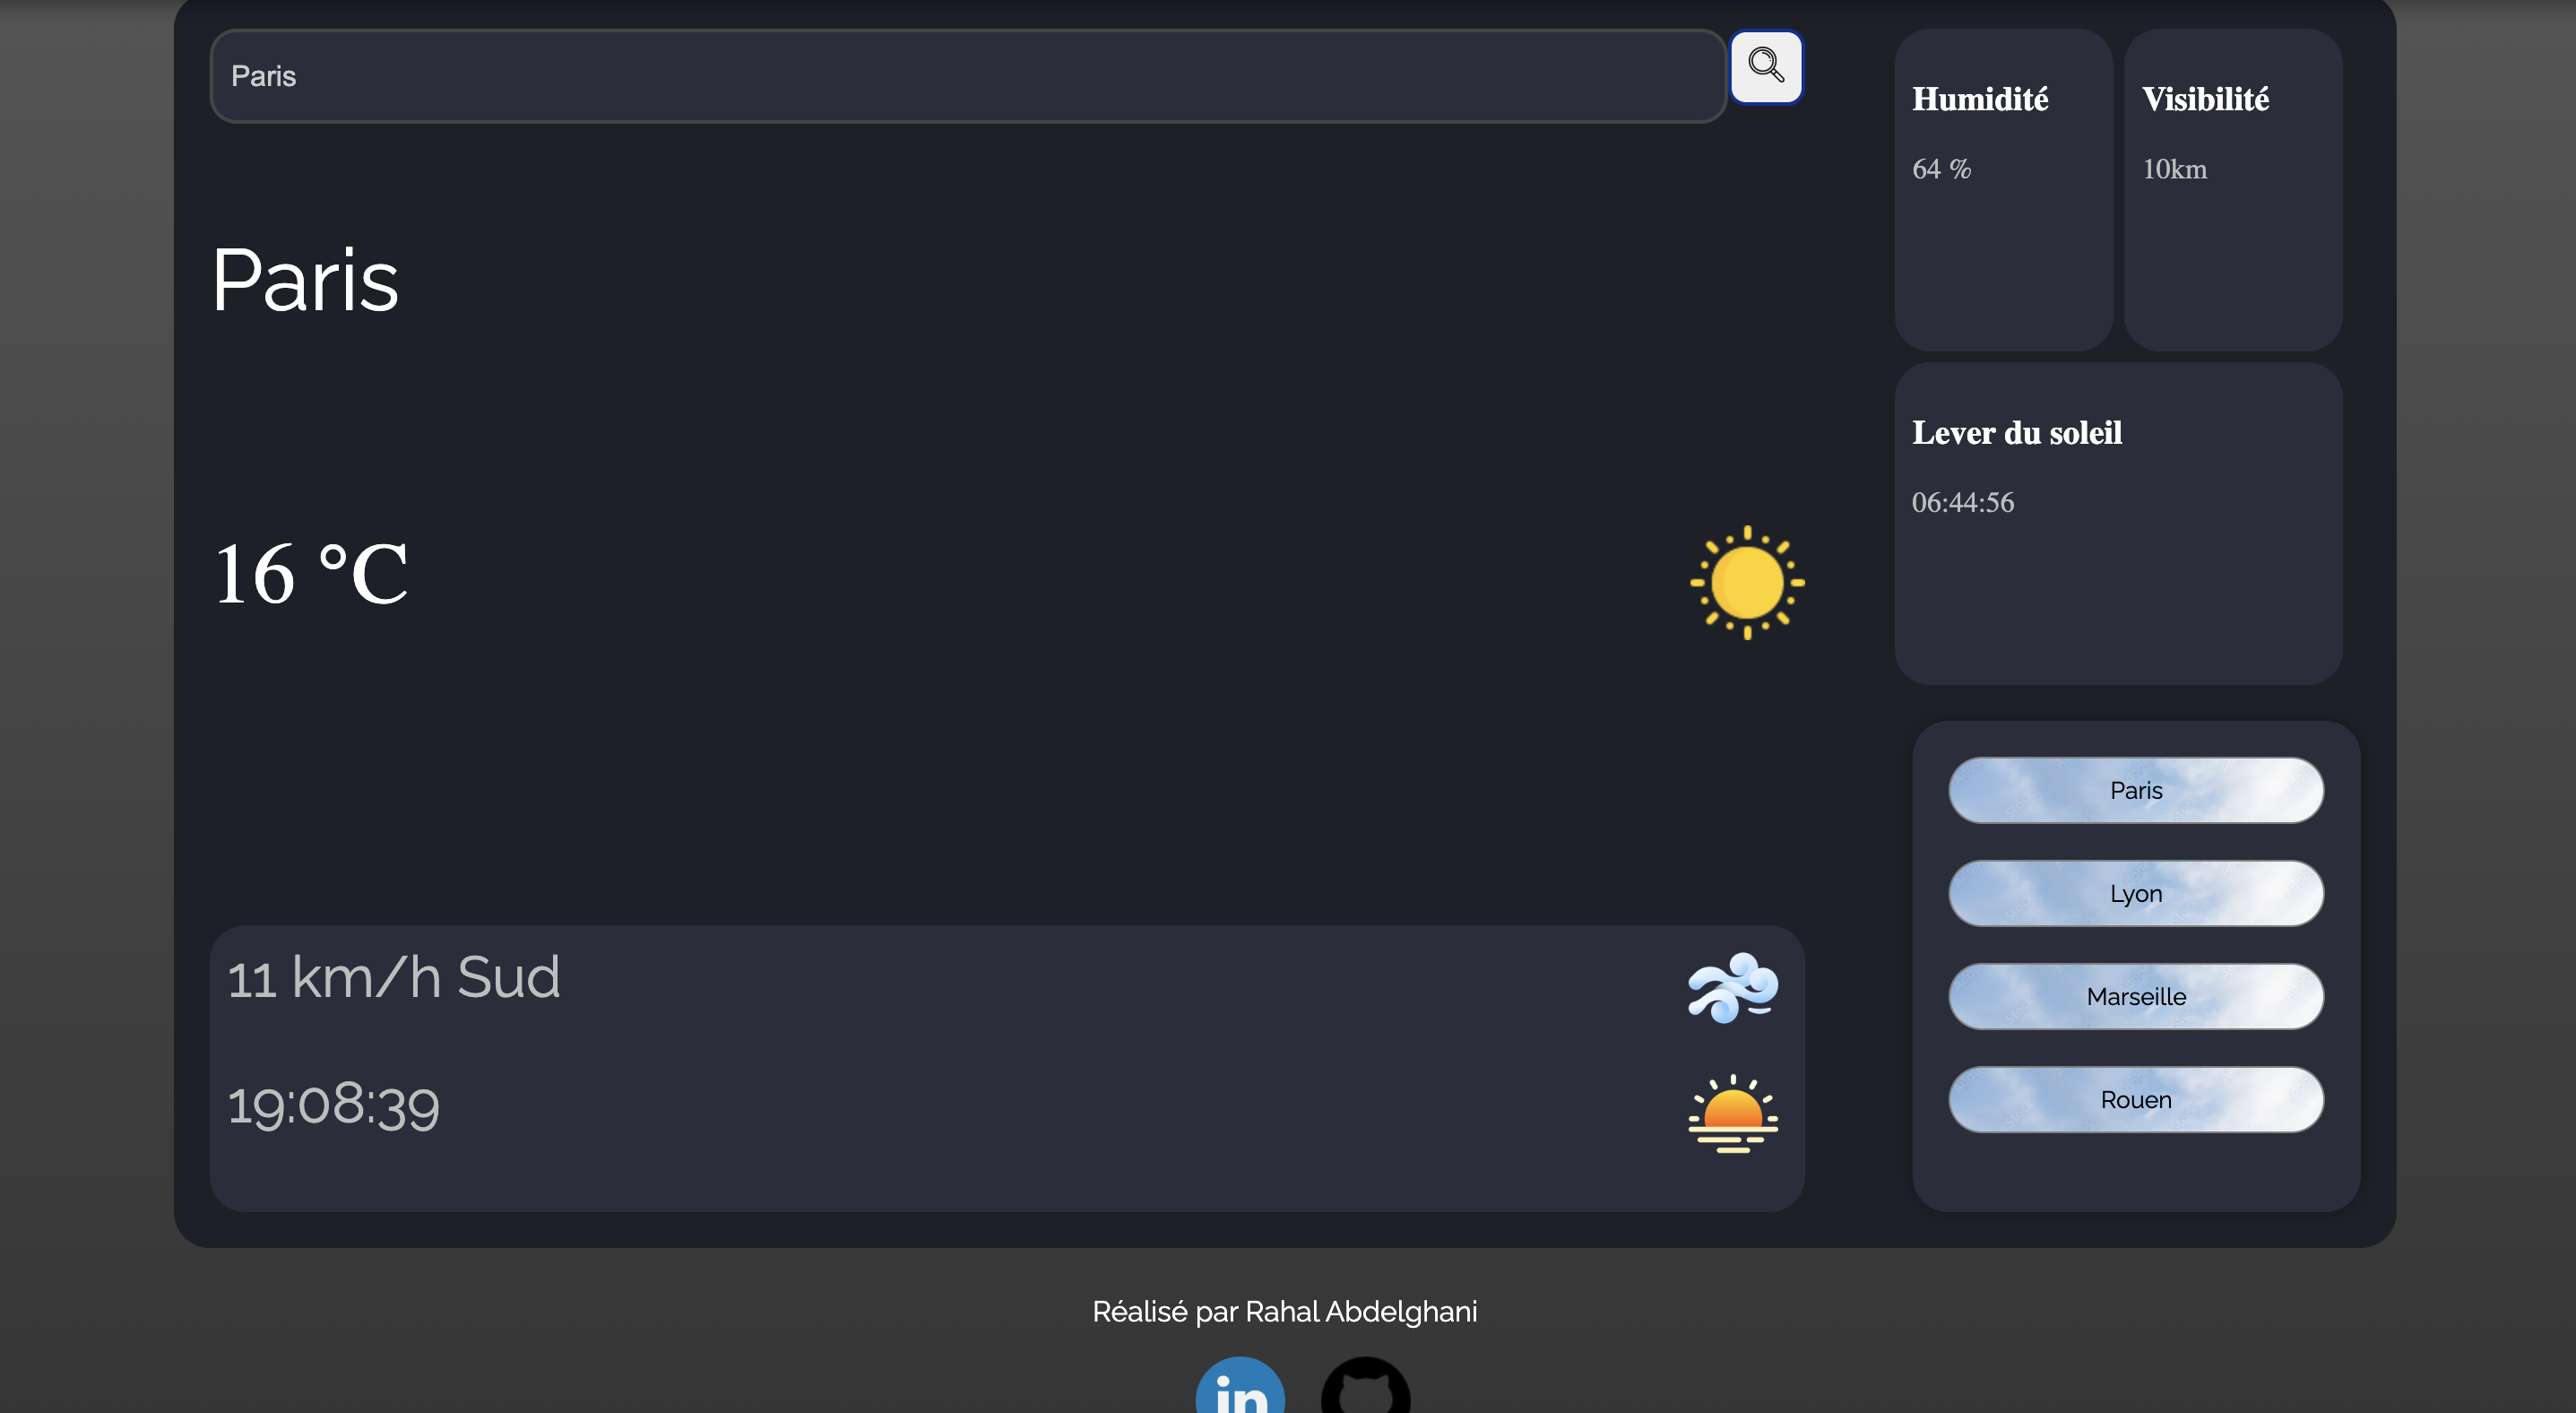 Paris
Paris
16 °C
11 km/h Sud
19:08:39
Humidité
64 %
Visibilité
10km
Lever du soleil
06:44:56
Paris
Lyon
Marseille
Rouen
Réalisé par Rahal Abdelghani
in